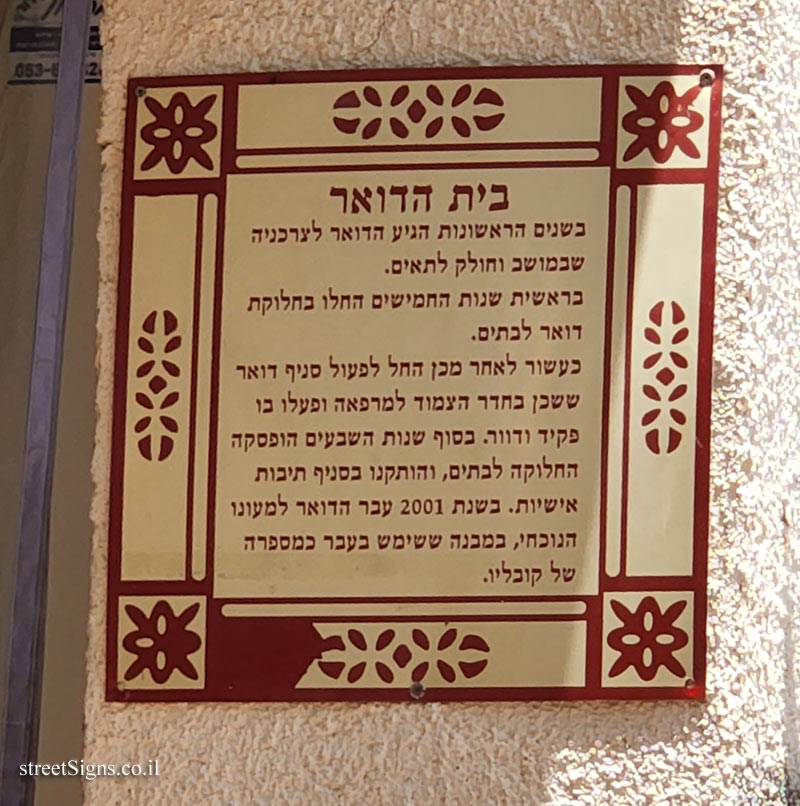 בית הדואר
בשנים הראשונות הגיע הדואר לצרכניה
שבמושב וחולק לתאים.
בראשית שנות החמישים החלו בחלוקת
דואר לבתים.
כעשור לאחר מכן החל לפעול סניף דואר
ששכן בחדר הצמוד למרפאה ופעלו בו
פקיד ודוור. בסוף שנות השבעים הופסקה
החלוקה לבתים, והותקנו בסניף תיבות
אישיות. בשנת 2001 עבר הדואר למעונו
הנוכחי, במבנה ששימש בעבר כמספרה
של קובליו.
streetSigns.co.il